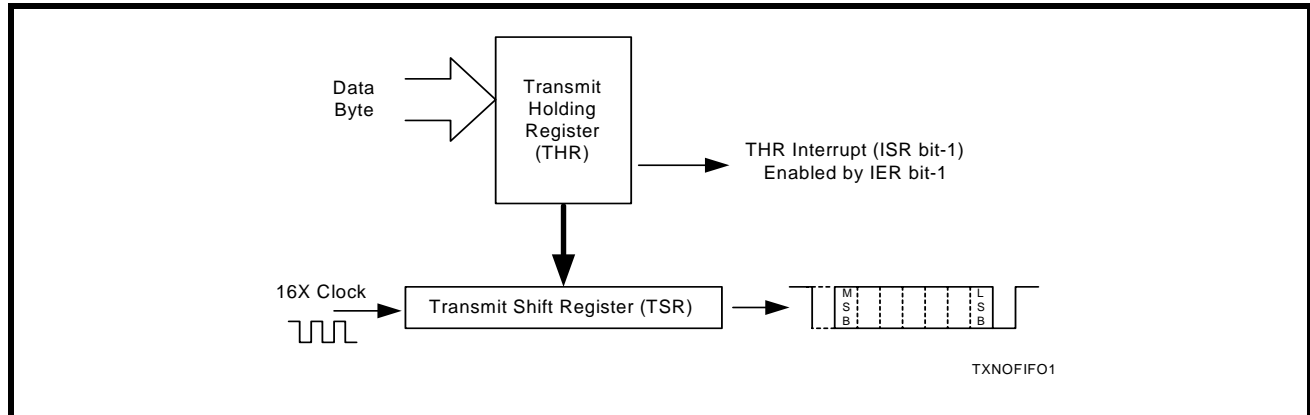 Data
Byte
Transmit
Holding
Register
(THR)
THR Interrupt (ISR bit-1)
Enabled by IER bit-1
16X Clock
Transmit Shift Register (TSR)
M
S
B
L
S
B
TXNOFIFO1